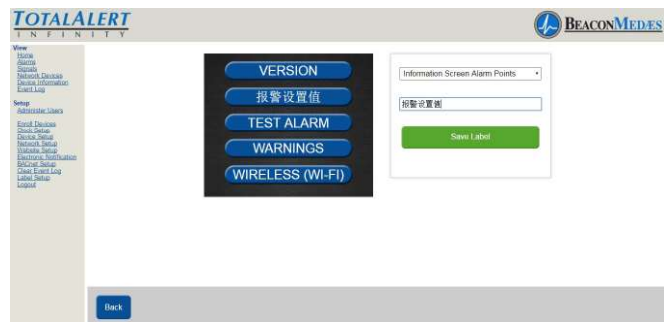 TOTALALERT
INFINITY
BEACONMEDÆS
View
Home
Alarms
Signals
Network Devices
Device Information
Event Log
Setup
Administer Users
Enroll Devices
Clock Setup
Device Setup
Network Setup
Website Setup
Electronic Notification
BACnet Setup
Clear Event Log
Label Setup
Logout
VERSION
报警设置值
TEST ALARM
WARNINGS
WIRELESS (WI-FI)
Information Screen Alarm Points
报警设置值
Save Label
Back